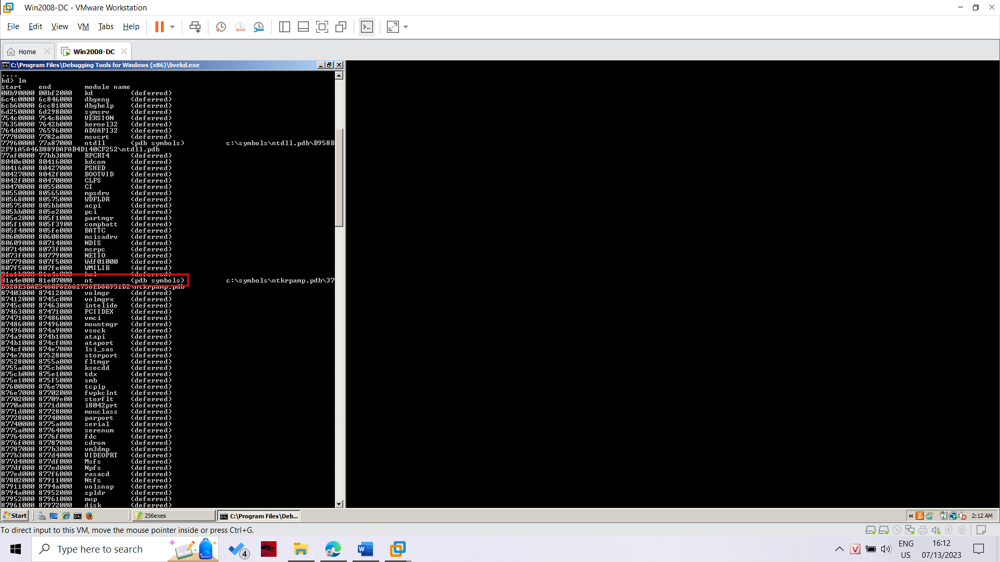 Win2008-DC - VMware Workstation
File Edit View VM Tabs Help
Home
Win2008-DC
C:\Program Files\Debugging Tools for Windows (x86)\livekd.exe
....
kd> lm
start end module name
00b90000 00bf2000 kd (deferred)
6c4c0000 6c846000 dbgeng (deferred)
6cb60000 6cc81000 dbghelp (deferred)
6d250000 6d298000 symsrv (deferred)
754c0000 754c8000 VERSION (deferred)
76350000 7642b000 kernel32 (deferred)
764d0000 76596000 ADVAPI32 (deferred)
77780000 7782a000 msvcrt (deferred)
77960000 77a87000 ntdll (pdb symbols) c:\symbols\ntdll.pdb\B958B
2F91A5A46B889DAFAB4D140CF252\ntdll.pdb
77af0000 77bb3000 RPCRT4 (deferred)
8040e000 80416000 kdcom (deferred)
80416000 80427000 PSHED (deferred)
80427000 8042f000 BOOTVID (deferred)
8042f000 80470000 CLFS (deferred)
80470000 80550000 CI (deferred)
80550000 80565000 mpsdrv (deferred)
80568000 80575000 WDFLDR (deferred)
80575000 805bb000 acpi (deferred)
805bb000 805e2000 pci (deferred)
805e2000 805f1000 partmgr (deferred)
805f1000 805f3900 compbatt (deferred)
805f4000 805fe000 BATTC (deferred)
80600000 80608000 msisadrv (deferred)
80609000 80714000 NDIS (deferred)
80714000 8073f000 msrpc (deferred)
8073f000 80779000 NETIO (deferred)
80779000 807f5000 Wdf01000 (deferred)
807f5000 807fe000 WMILIB (deferred)
hal (deferred)
81a4e000 81e07000 nt (pdb symbols) c:\symbols\ntkrpamp.pdb\37
87403000 87412000 volmgr (deferred)
87412000 8745c000 volmgrx (deferred)
8745c000 87463000 intelide (deferred)
87463000 87471000 PCIIDEX (deferred)
87471000 87486000 vmci (deferred)
87486000 87496000 mountmgr (deferred)
87496000 874a9000 vsock (deferred)
874a9000 874b1000 atapi (deferred)
874b1000 874cf000 ataport (deferred)
874cf000 874e7000 lsi_sas (deferred)
874e7000 87528000 storport (deferred)
87528000 8755a000 fltmgr (deferred)
8755a000 875cb000 ksecdd (deferred)
875cb000 875e1000 tdx (deferred)
875e1000 875f5000 smb (deferred)
87600000 876e7000 tcpip (deferred)
876e7000 87702000 fwpkclnt (deferred)
87702000 87709e00 storflt (deferred)
8770a000 8771d000 i8042prt (deferred)
8771d000 87728000 mouclass (deferred)
87728000 87740000 parport (deferred)
87740000 8775a000 serial (deferred)
8775a000 87764000 serenum (deferred)
87764000 8776f000 fdc (deferred)
8776f000 87787000 cdrom (deferred)
87787000 877b3000 vm3dmp (deferred)
877b3000 877d4000 VIDEOPRT (deferred)
877d4000 877df000 Msfs (deferred)
877df000 877ed000 Npfs (deferred)
877ed000 877f6000 rasacd (deferred)
87802000 87911000 Ntfs (deferred)
87911000 8794a000 volsnap (deferred)
8794a000 87952000 spldr (deferred)
87952000 87961000 mup (deferred)
87961000 87972000 disk (deferred)
Start 256exes C:\Program Files\Deb... « 2:12 AM
To direct input to this VM, move the mouse pointer inside or press Ctrl+G.
Type here to search
4
ENG
US
16:12
07/13/2023